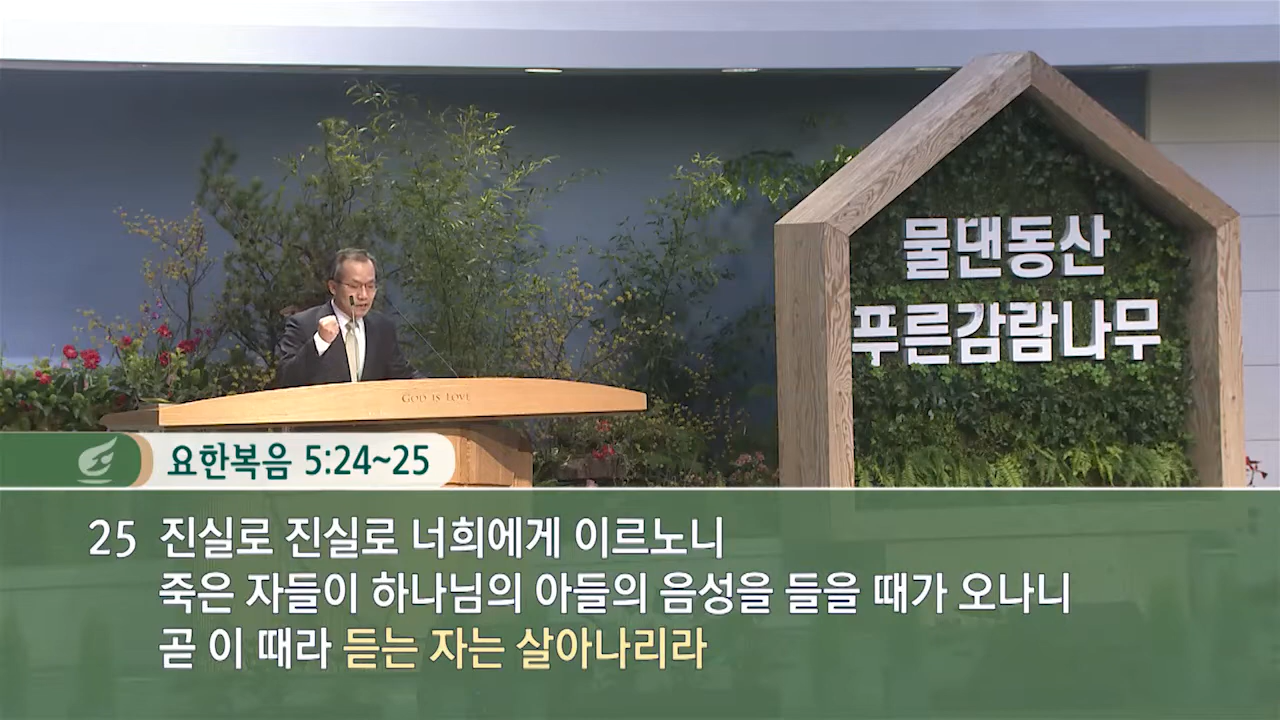 물댄동산
푸른감람나무
GOD IS LOVE
요한복음 5:24~25
25 진실로 진실로 너희에게 이르노니
죽은 자들이 하나님의 아들의 음성을 들을 때가 오나니
곧 이 때라 듣는 자는 살아나리라